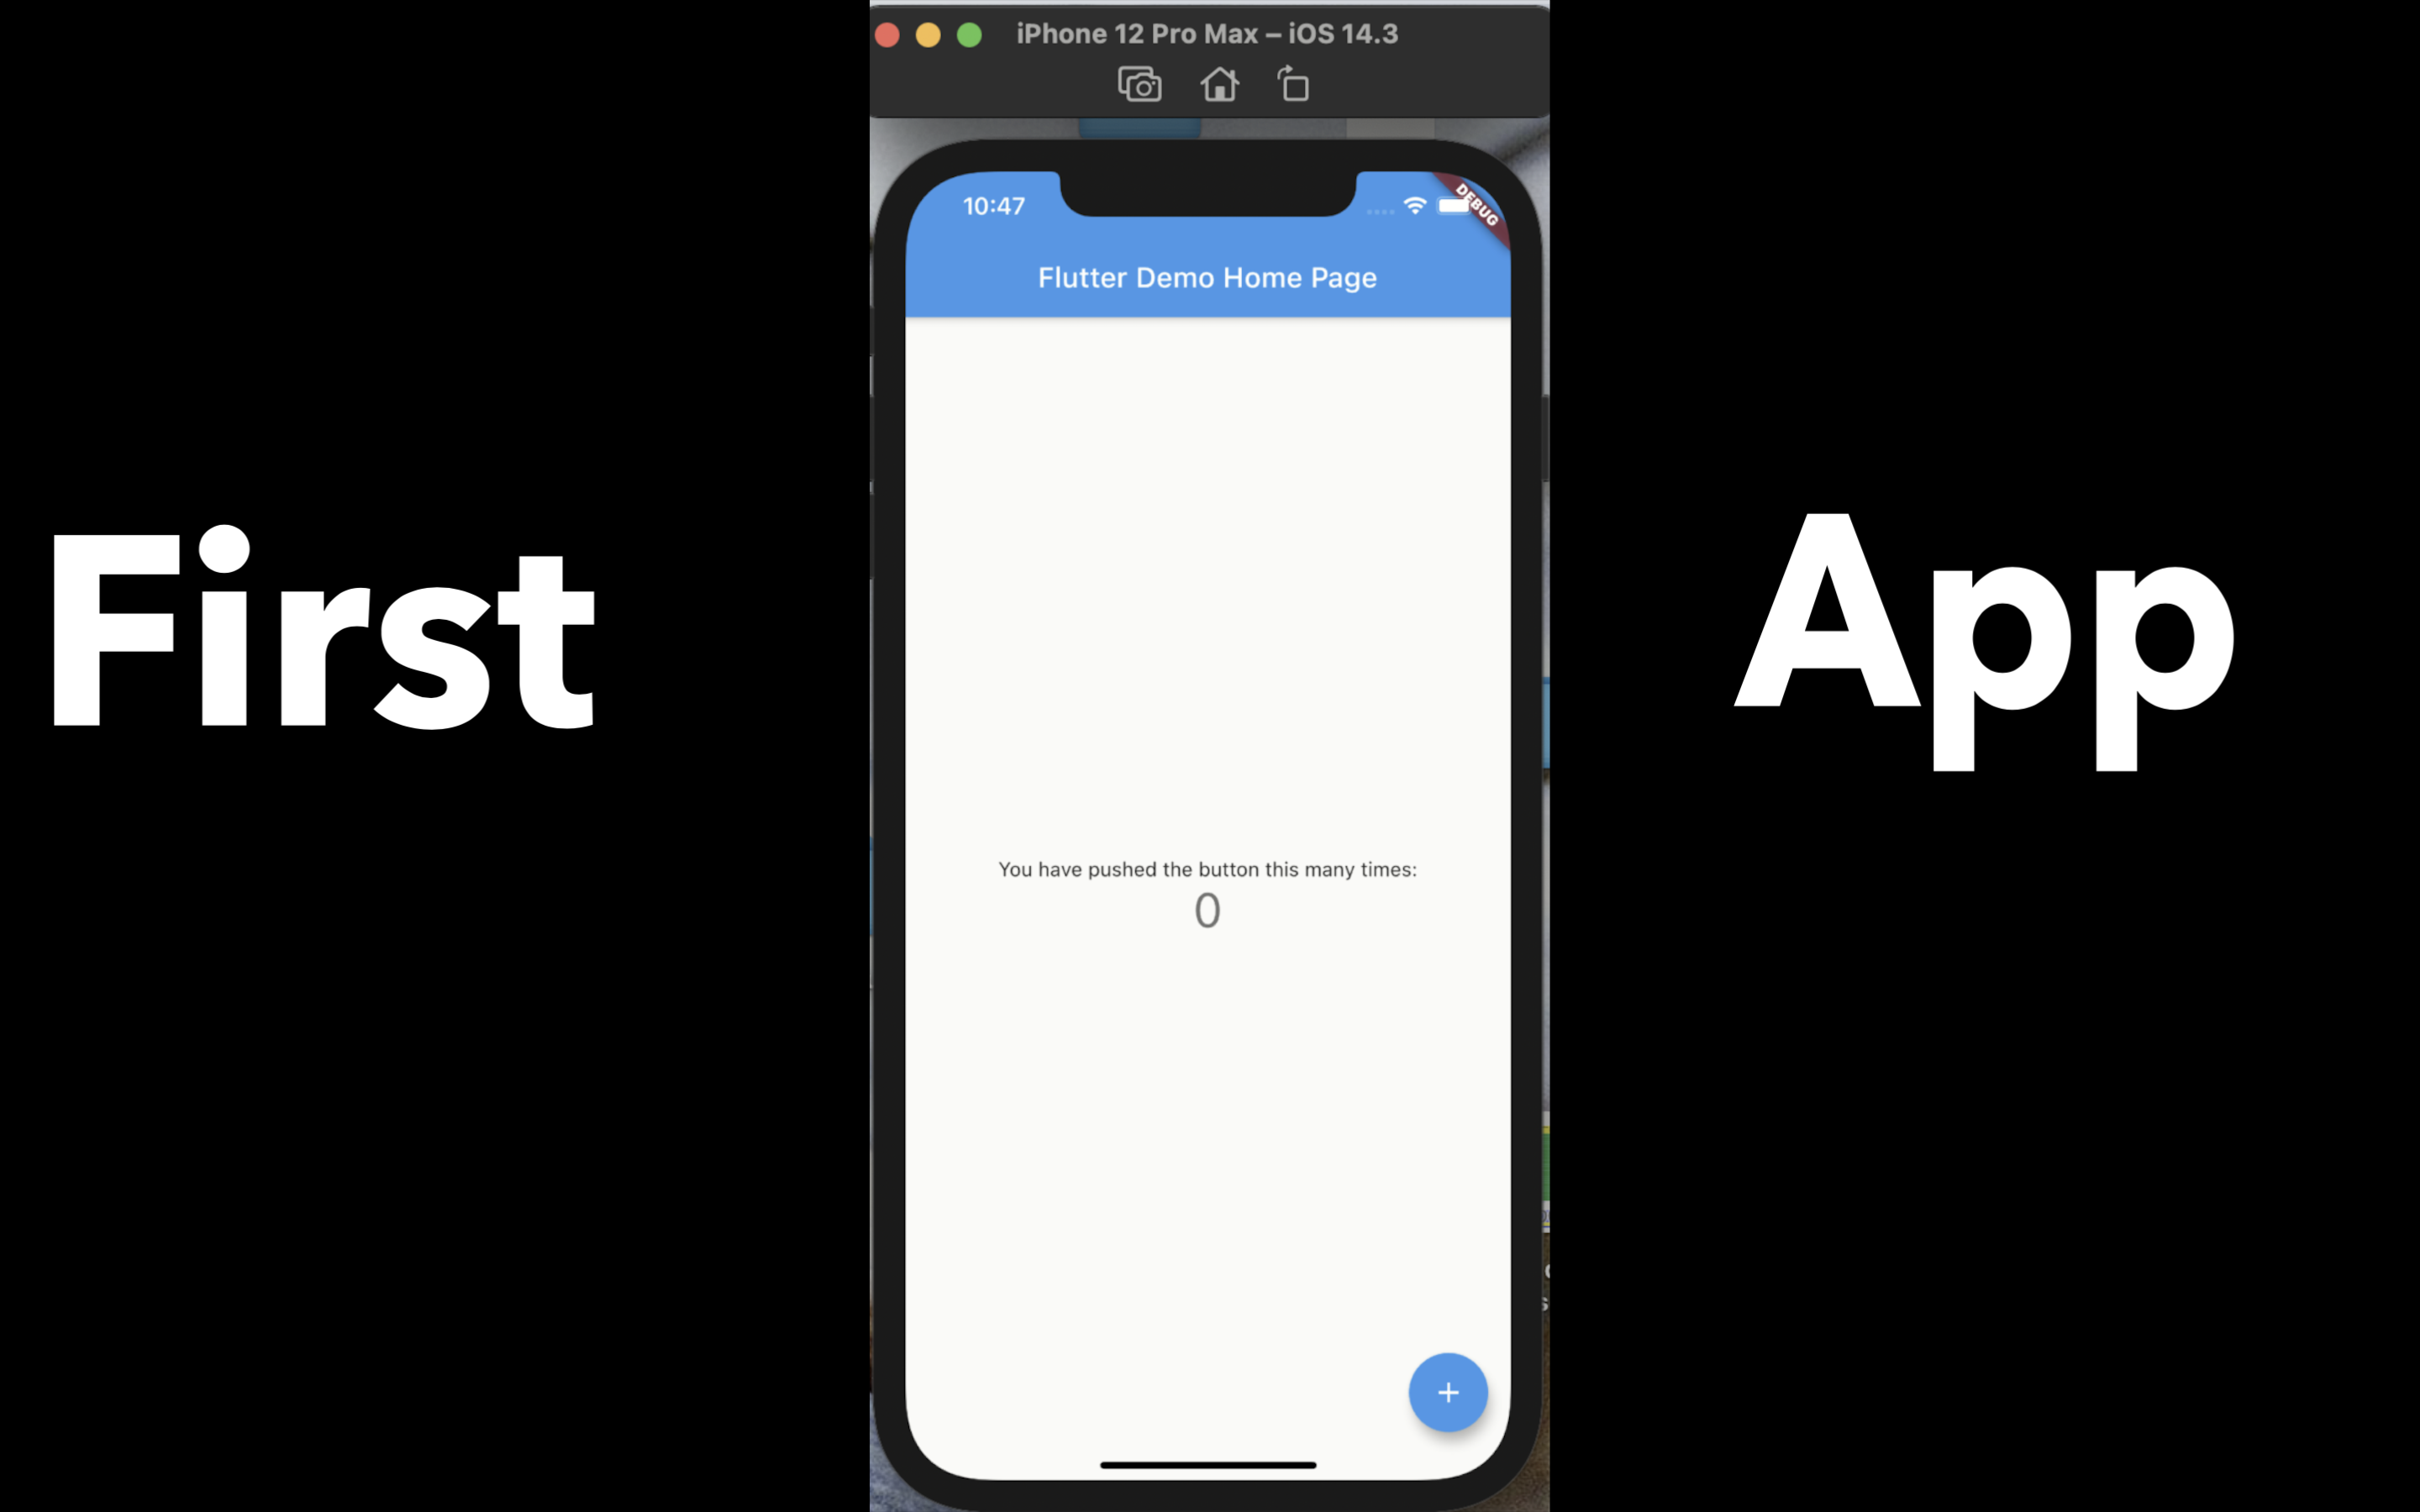 iPhone 12 Pro Max – iOS 14.3
10:47
DEBUG
Flutter Demo Home Page
First
App
You have pushed the button this many times:
0
+